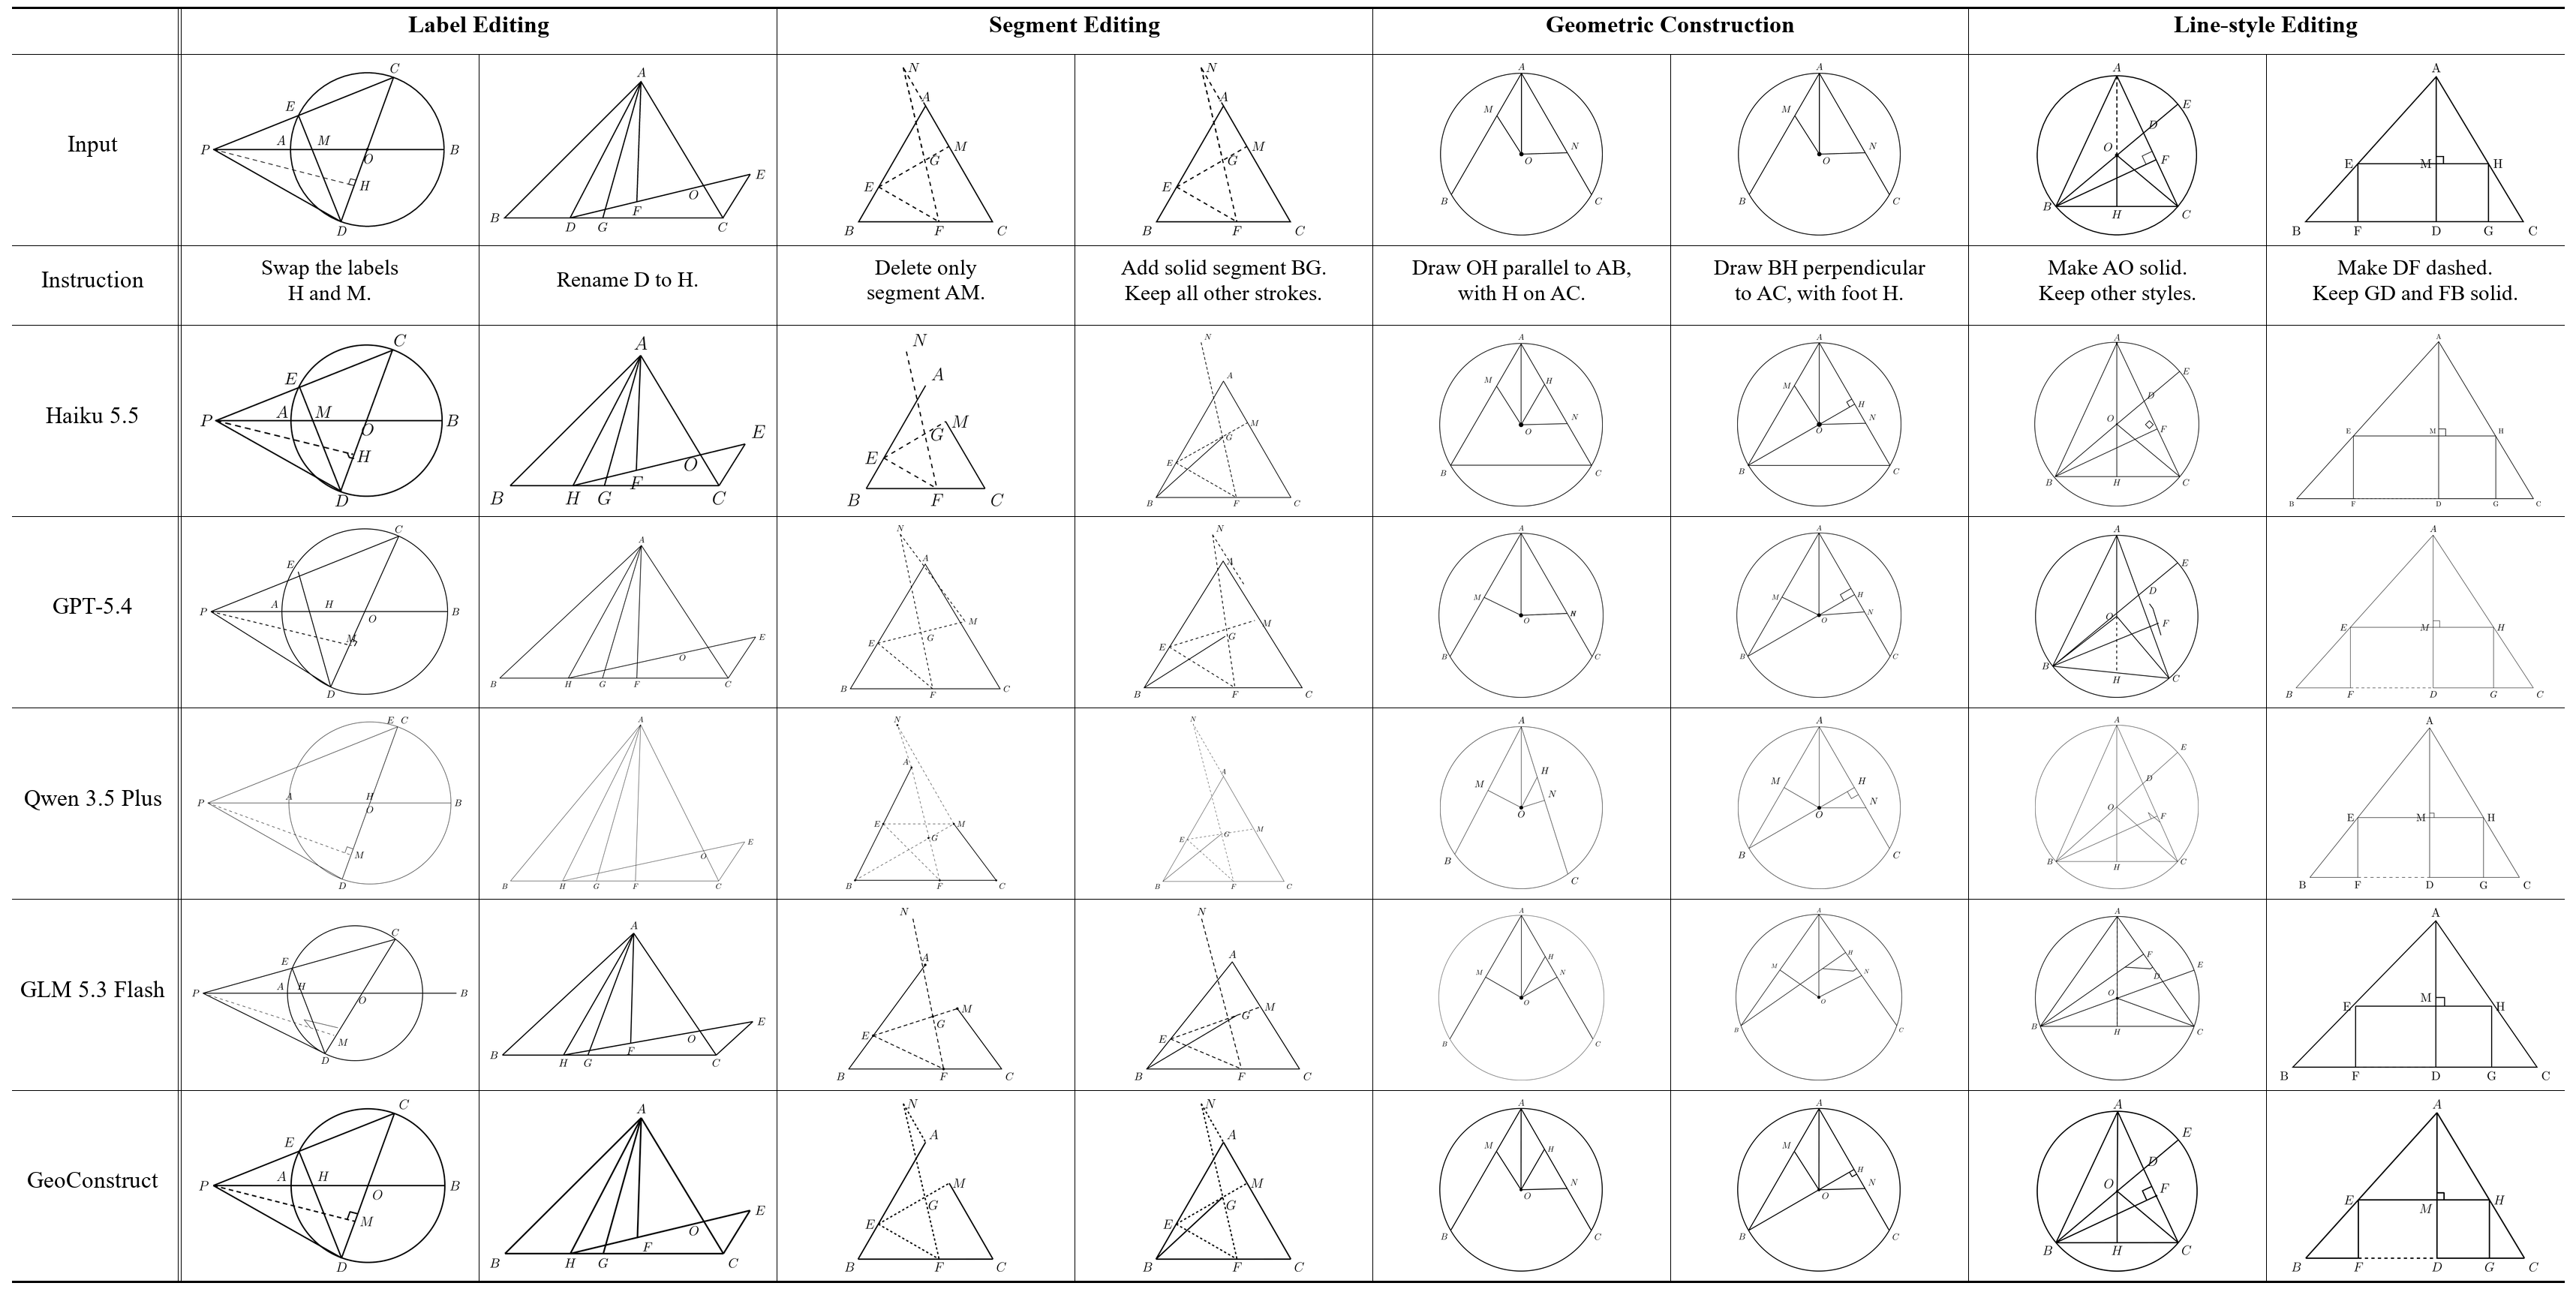 Label Editing Segment Editing Geometric Construction Line-style Editing
Input
C E A M P O B H D
A E O B D G F C
N A M G E B F C
N A M G E B F C
A M N O B C
A M N O B C
A E D O F B H C
A E M H B F D G C
Instruction
Swap the labels
H and M.
Rename D to H.
Delete only
segment AM.
Add solid segment BG.
Keep all other strokes.
Draw OH parallel to AB,
with H on AC.
Draw BH perpendicular
to AC, with foot H.
Make AO solid.
Keep other styles.
Make DF dashed.
Keep GD and FB solid.
Haiku 5.5
C E A M P O B H D
A E O B H G F C
N A M G E B F C
N A M G E B F C
A M H N O B C
A M H N O B C
A E D O F B H C
A E M H B F D G C
GPT-5.4
C E A H P O B M D
A E O B H G F C
N A M G E B F C
N A M G E B F C
A M N O B C
A M H N O B C
A E D O F B H C
A E M H B F D G C
Qwen 3.5 Plus
E C A H P O B M D
A E O B H G F C
N A E M G B F C
N A M G E B F C
A H M N O B C
A M H N O B C
A E D O F B H C
A E M H B F D G C
GLM 5.3 Flash
C E A H P O B M D
A E O B H G F C
N A M G E B F C
N A M G E B F C
A H M N O B C
A H M N O B C
A F E D O B H C
A M E H B F D G C
GeoConstruct
C E A H P O B M D
A E O B H G F C
N A M G E B F C
N A M G E B F C
A M H N O B C
A M H N O B C
A E D O F B H C
A E M H B F D G C